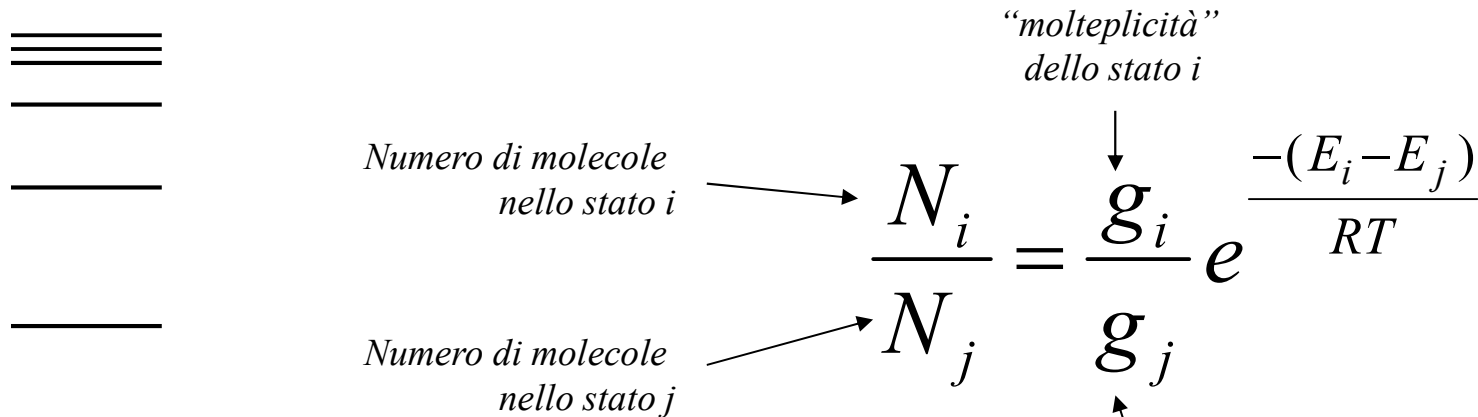 “molteplicità”
dello stato i
Numero di molecole
nello stato i
N_i / N_j = g_i / g_j e^{-(E_i - E_j) / RT}
Numero di molecole
nello stato j